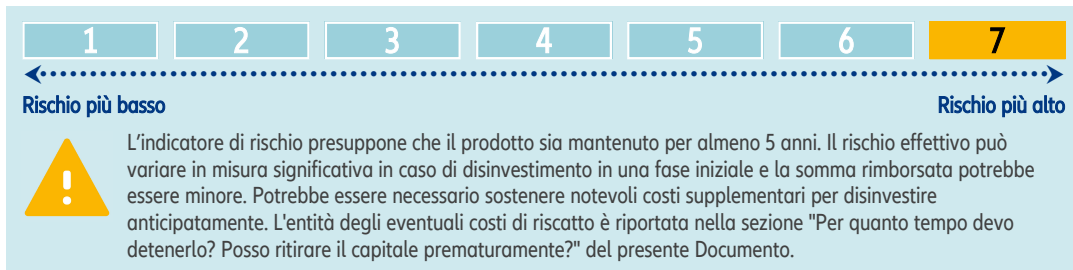 1 2 3 4 5 6 7
Rischio più basso Rischio più alto
L'indicatore di rischio presuppone che il prodotto sia mantenuto per almeno 5 anni. Il rischio effettivo può
variare in misura significativa in caso di disinvestimento in una fase iniziale e la somma rimborsata potrebbe
essere minore. Potrebbe essere necessario sostenere notevoli costi supplementari per disinvestire
anticipatamente. L'entità degli eventuali costi di riscatto è riportata nella sezione "Per quanto tempo devo
detenerlo? Posso ritirare il capitale prematuramente?" del presente Documento.